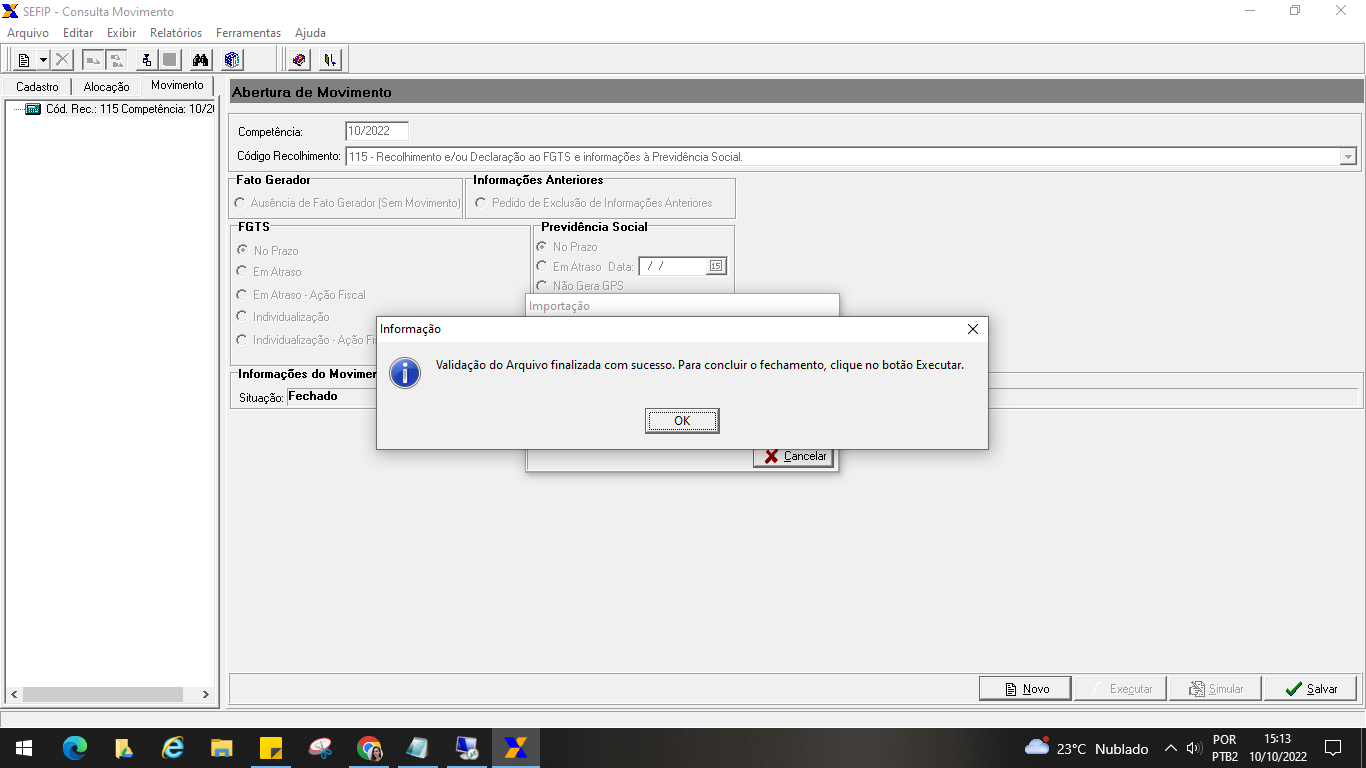 SEFIP - Consulta Movimento
Arquivo Editar Exibir Relatórios Ferramentas Ajuda
Cadastro Alocação Movimento
Cód. Rec.: 115 Competência: 10/20
Abertura de Movimento
Competência: 10/2022
Código Recolhimento: 115 - Recolhimento e/ou Declaração ao FGTS e informações à Previdência Social.
Fato Gerador
Ausência de Fato Gerador (Sem Movimento)
Informações Anteriores
Pedido de Exclusão de Informações Anteriores
FGTS
No Prazo
Em Atraso
Em Atraso - Ação Fiscal
Individualização
Individualização - Ação Fi
Previdência Social
No Prazo
Em Atraso Data: / / 15
Não Gera GPS
Importação
Informação
Validação do Arquivo finalizada com sucesso. Para concluir o fechamento, clique no botão Executar.
OK
Cancelar
Informações do Movimen
Situação: Fechado
Novo Executar Simular Salvar
23°C Nublado
POR
PTB2
15:13
10/10/2022